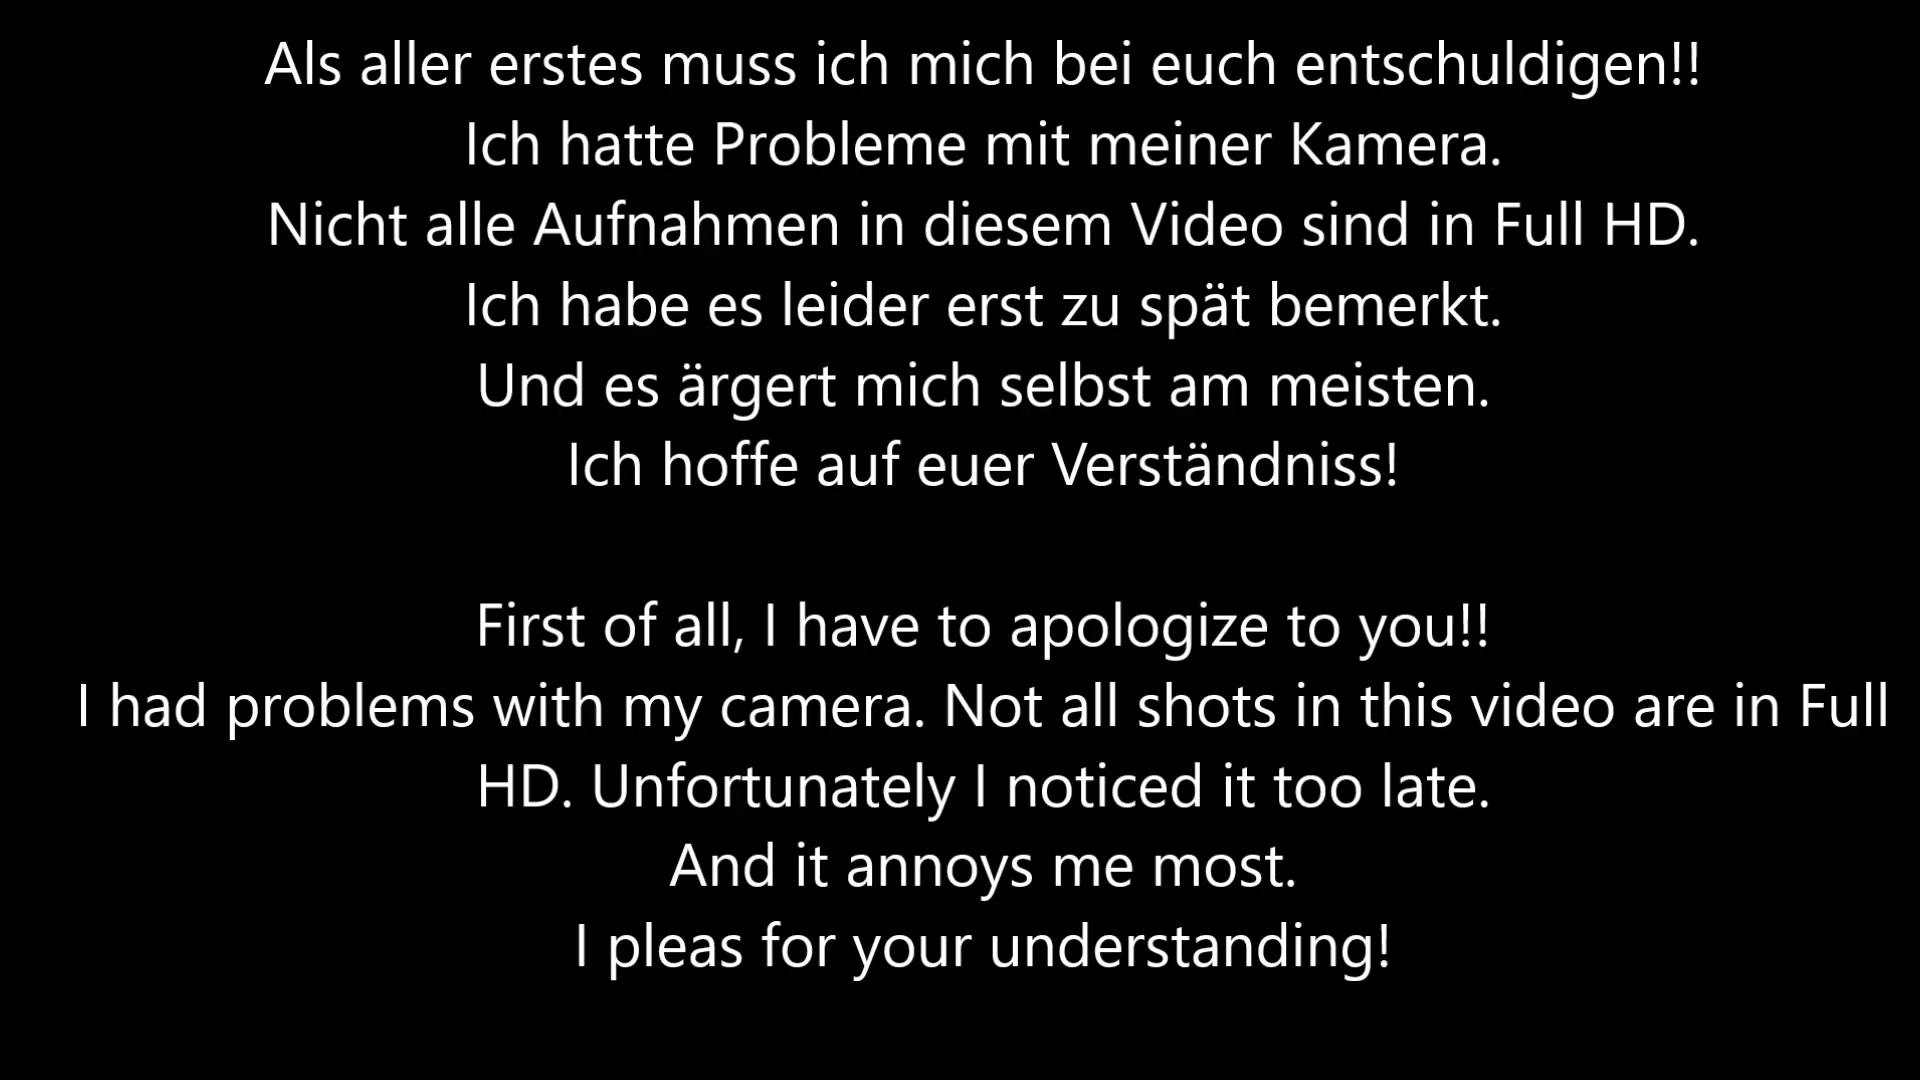 Als aller erstes muss ich mich bei euch entschuldigen!!
Ich hatte Probleme mit meiner Kamera.
Nicht alle Aufnahmen in diesem Video sind in Full HD.
Ich habe es leider erst zu spät bemerkt.
Und es ärgert mich selbst am meisten.
Ich hoffe auf euer Verständniss!
First of all, I have to apologize to you!!
I had problems with my camera. Not all shots in this video are in Full
HD. Unfortunately I noticed it too late.
And it annoys me most.
I pleas for your understanding!